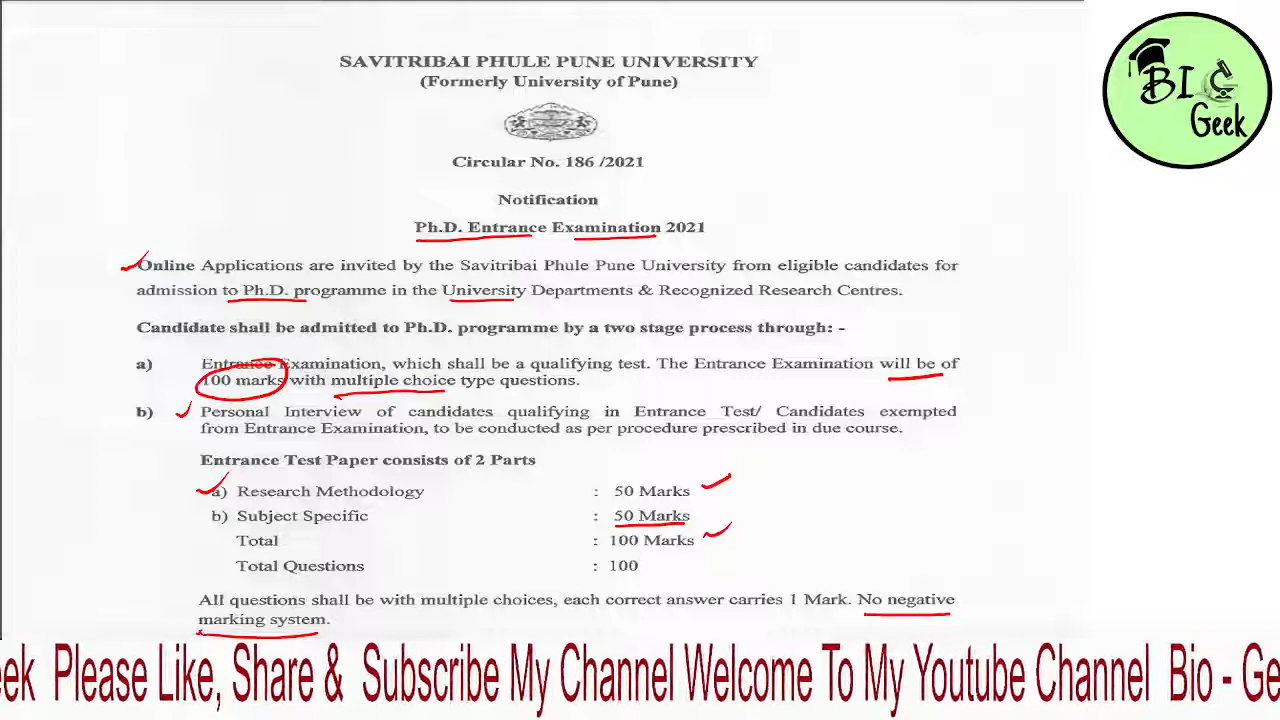 SAVITRIBAI PHULE PUNE UNIVERSITY
(Formerly University of Pune)
Circular No. 186 /2021
Notification
Ph.D. Entrance Examination 2021
Online Applications are invited by the Savitribai Phule Pune University from eligible candidates for
admission to Ph.D. programme in the University Departments & Recognized Research Centres.
Candidate shall be admitted to Ph.D. programme by a two stage process through: -
a) Entrance Examination, which shall be a qualifying test. The Entrance Examination will be of
100 marks with multiple choice type questions.
b) Personal Interview of candidates qualifying in Entrance Test/ Candidates exempted
from Entrance Examination, to be conducted as per procedure prescribed in due course.
Entrance Test Paper consists of 2 Parts
a) Research Methodology : 50 Marks
b) Subject Specific : 50 Marks
Total : 100 Marks
Total Questions : 100
All questions shall be with multiple choices, each correct answer carries 1 Mark. No negative
marking system.
BI
Geek
eek Please Like, Share & Subscribe My Channel Welcome To My Youtube Channel Bio - Ge